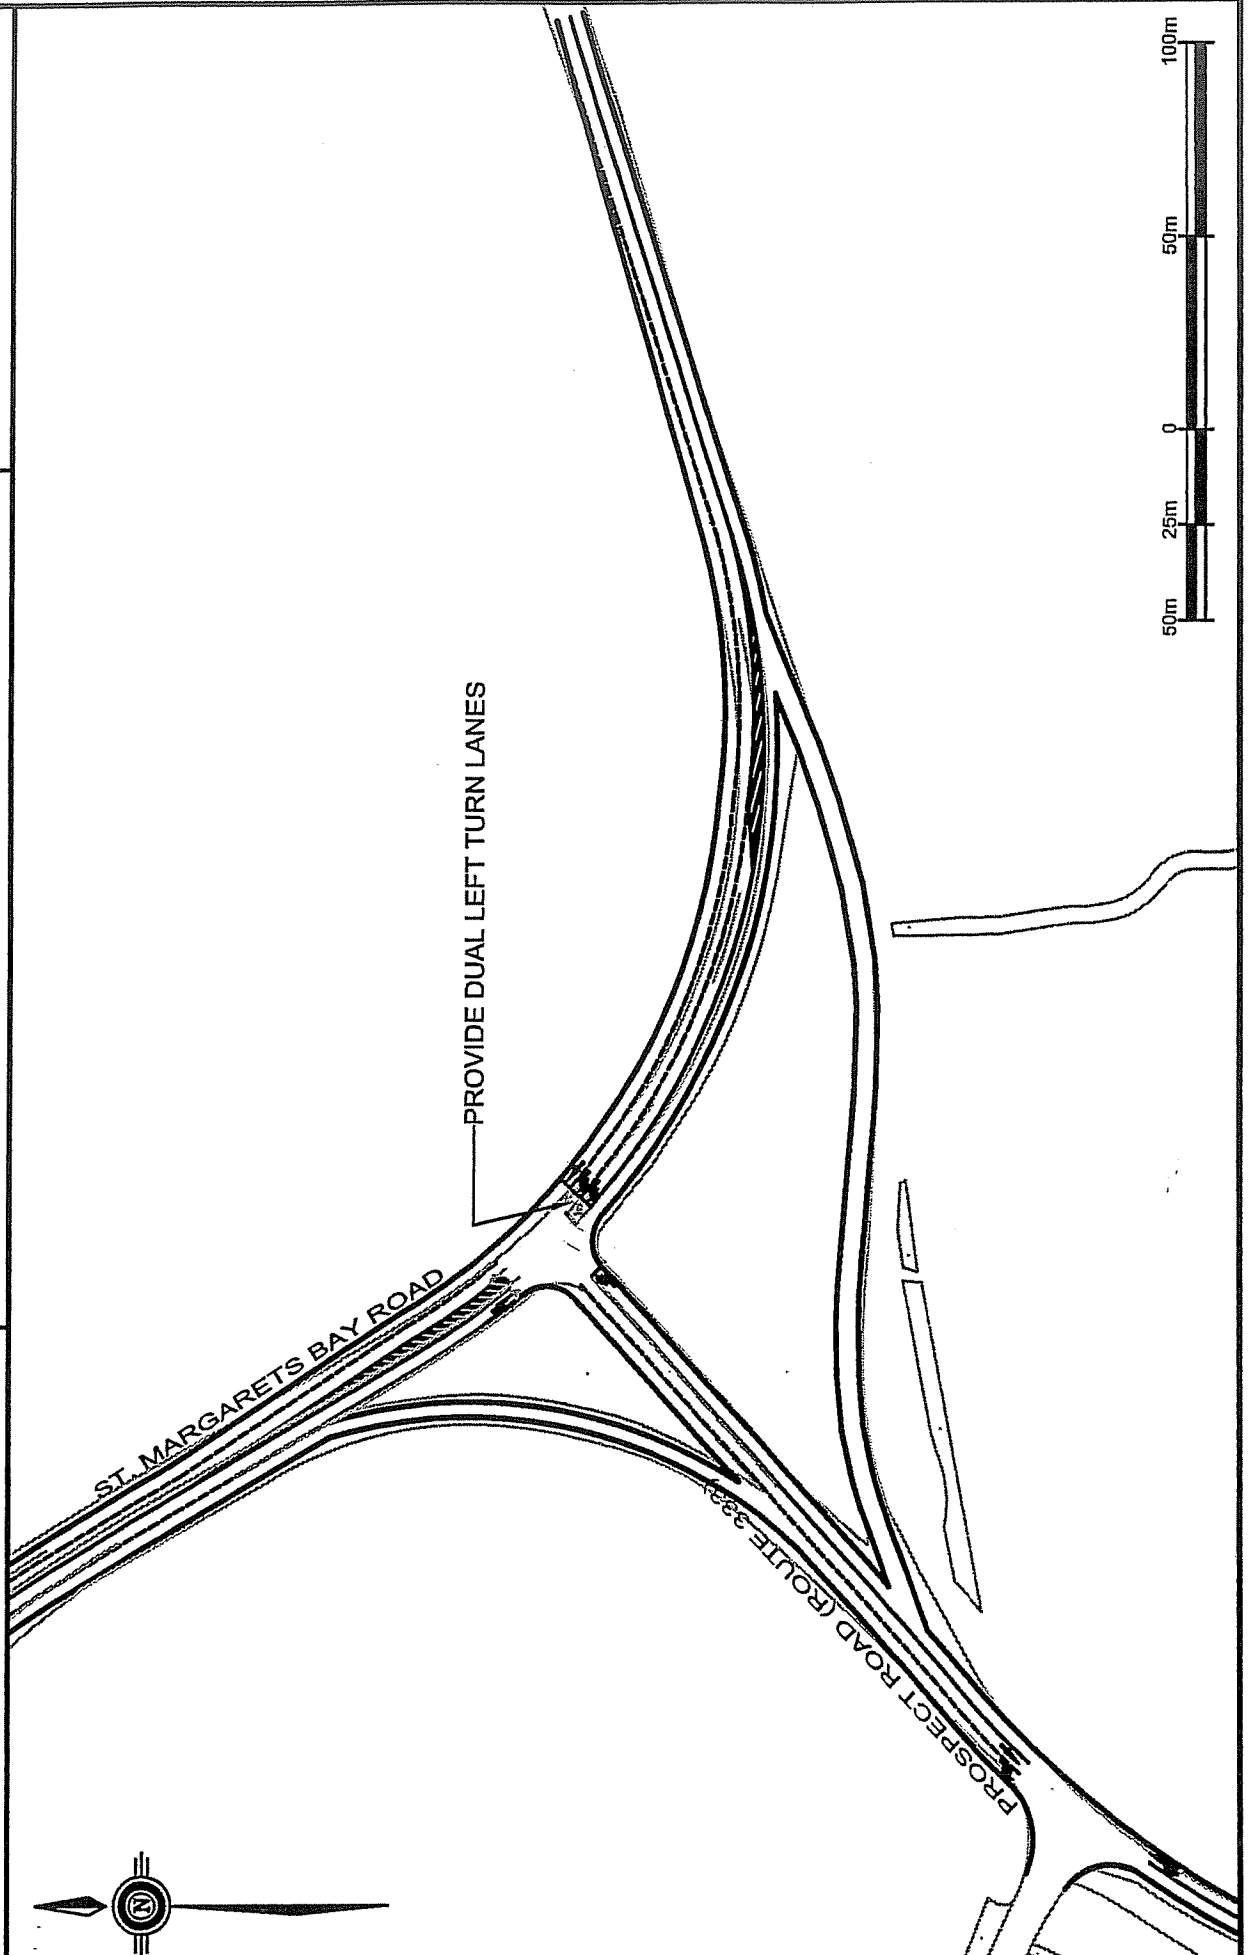 PROVIDE DUAL LEFT TURN LANES
ST. MARGARETS BAY ROAD
PROSPECT ROAD (ROUTE 333)
N
50m 25m 0 50m 100m